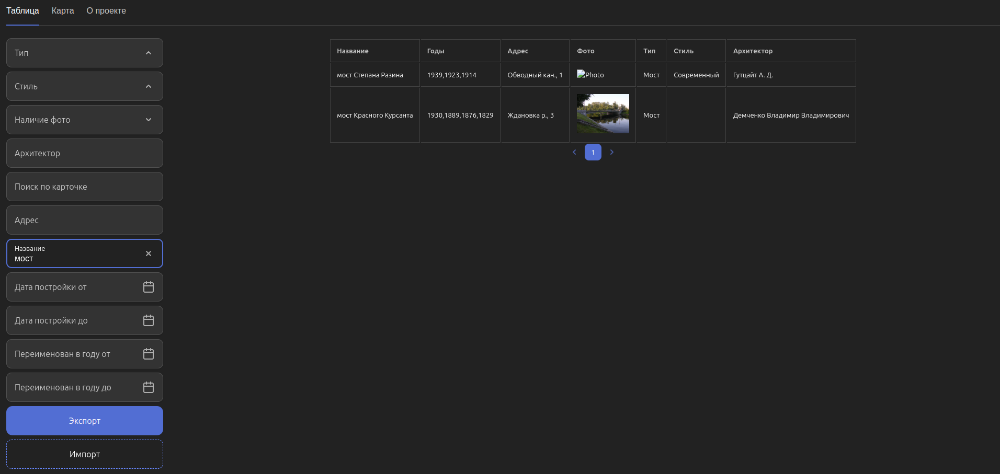 Таблица Карта О проекте
Тип
Стиль
Наличие фото
Архитектор
Поиск по карточке
Адрес
Название
мост
Дата постройки от
Дата постройки до
Переименован в году от
Переименован в году до
Экспорт
Импорт
Название Годы Адрес Фото Тип Стиль Архитектор
мост Степана Разина 1939,1923,1914 Обводный кан., 1 Photo Мост Современный Гутцайт А. Д.
мост Красного Курсанта 1930,1889,1876,1829 Ждановка р., 3 Мост Демченко Владимир Владимирович
1